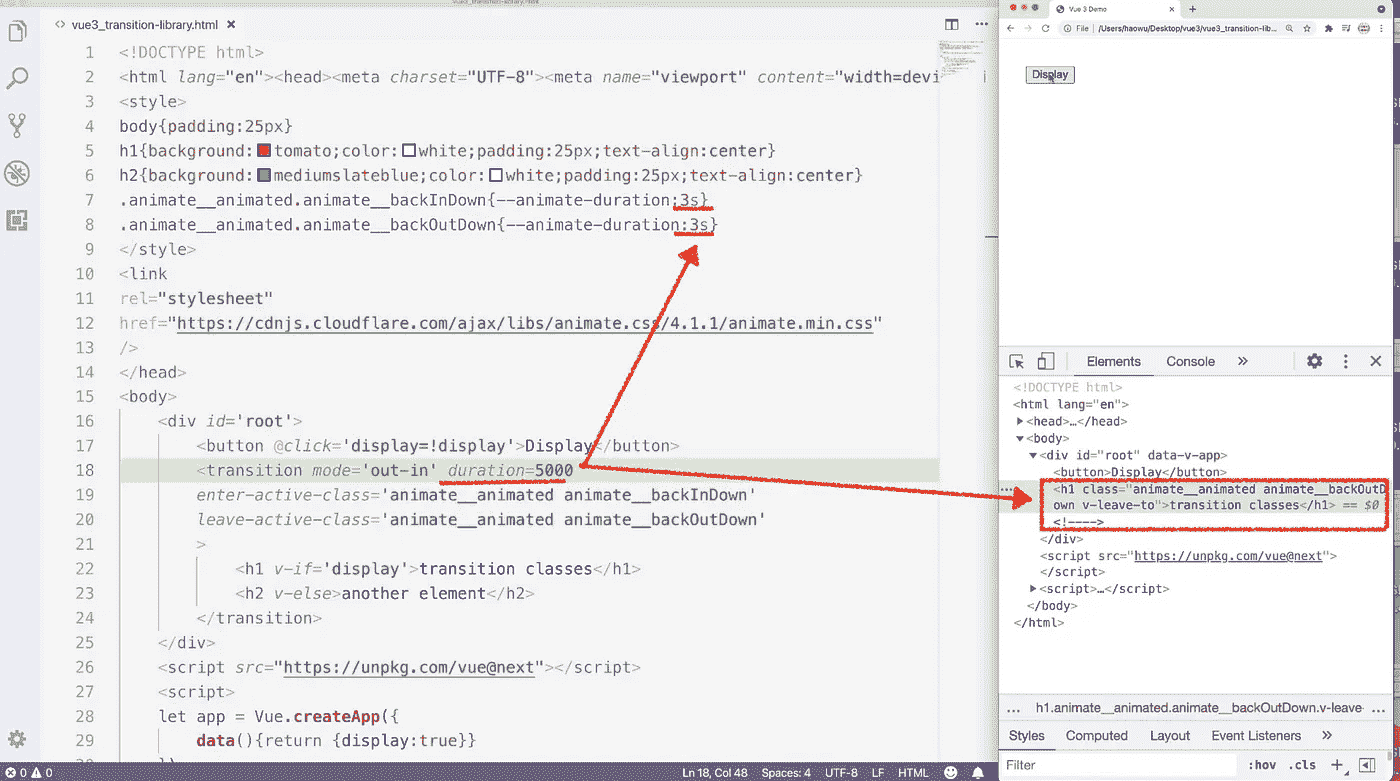 vue3_transition-library.html
<> vue3_transition-library.html ×
1 <!DOCTYPE html>
2 <html lang="en"><head><meta charset="UTF-8"><meta name="viewport" content="width=devi
3 <style>
4 body{padding:25px}
5 h1{background:tomato;color:white;padding:25px;text-align:center}
6 h2{background:mediumslateblue;color:white;padding:25px;text-align:center}
7 .animate__animated.animate__backInDown{--animate-duration:3s}
8 .animate__animated.animate__backOutDown{--animate-duration:3s}
9 </style>
10 <link
11 rel="stylesheet"
12 href="https://cdnjs.cloudflare.com/ajax/libs/animate.css/4.1.1/animate.min.css"
13 />
14 </head>
15 <body>
16 <div id='root'>
17 <button @click='display=!display'>Display</button>
18 <transition mode='out-in' duration=5000
19 enter-active-class='animate__animated animate__backInDown'
20 leave-active-class='animate__animated animate__backOutDown'
21 >
22 <h1 v-if='display'>transition classes</h1>
23 <h2 v-else>another element</h2>
24 </transition>
25 </div>
26 <script src="https://unpkg.com/vue@next"></script>
27 <script>
28 let app = Vue.createApp({
29 data(){return {display:true}}
0 0
Ln 18, Col 48 Spaces: 4 UTF-8 LF HTML
Vue 3 Demo
File /Users/haowu/Desktop/vue3/vue3_transition-lib...
Display
Elements Console »
<!DOCTYPE html>
<html lang="en">
<head>…</head>
<body>
<div id="root" data-v-app>
<button>Display</button>
<h1 class="animate__animated animate__backOutD
own v-leave-to">transition classes</h1> == $0
<!---->
</div>
<script src="https://unpkg.com/vue@next">
</script>
<script>…</script>
</body>
</html>
... h1.animate__animated.animate__backOutDown.v-leave ...
Styles Computed Layout Event Listeners »
Filter :hov .cls +